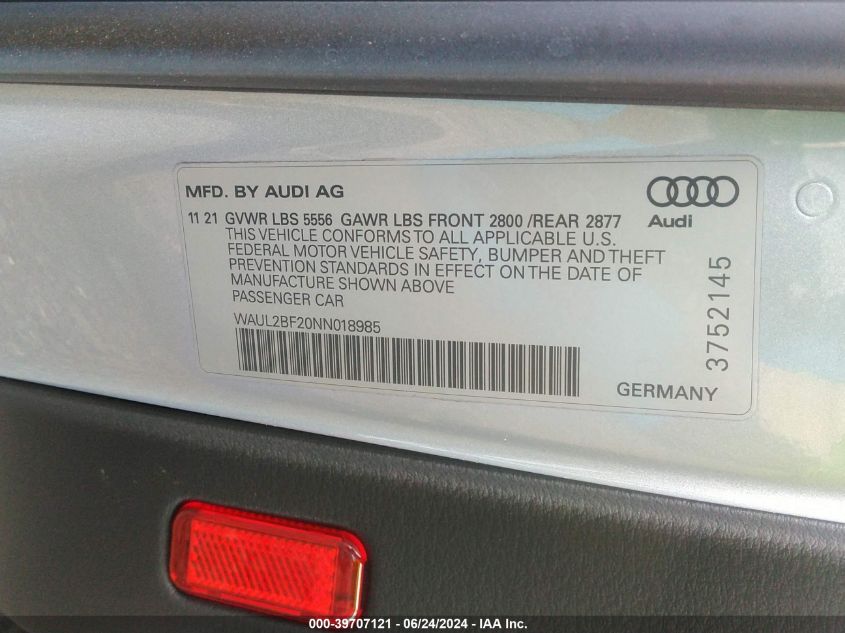 MFD. BY AUDI AG
Audi
11 21 GVWR LBS 5556 GAWR LBS FRONT 2800 /REAR 2877
THIS VEHICLE CONFORMS TO ALL APPLICABLE U.S.
FEDERAL MOTOR VEHICLE SAFETY, BUMPER AND THEFT
PREVENTION STANDARDS IN EFFECT ON THE DATE OF
MANUFACTURE SHOWN ABOVE
PASSENGER CAR
WAUL2BF20NN018985
3752145
GERMANY
000-39707121 - 06/24/2024 - IAA Inc.